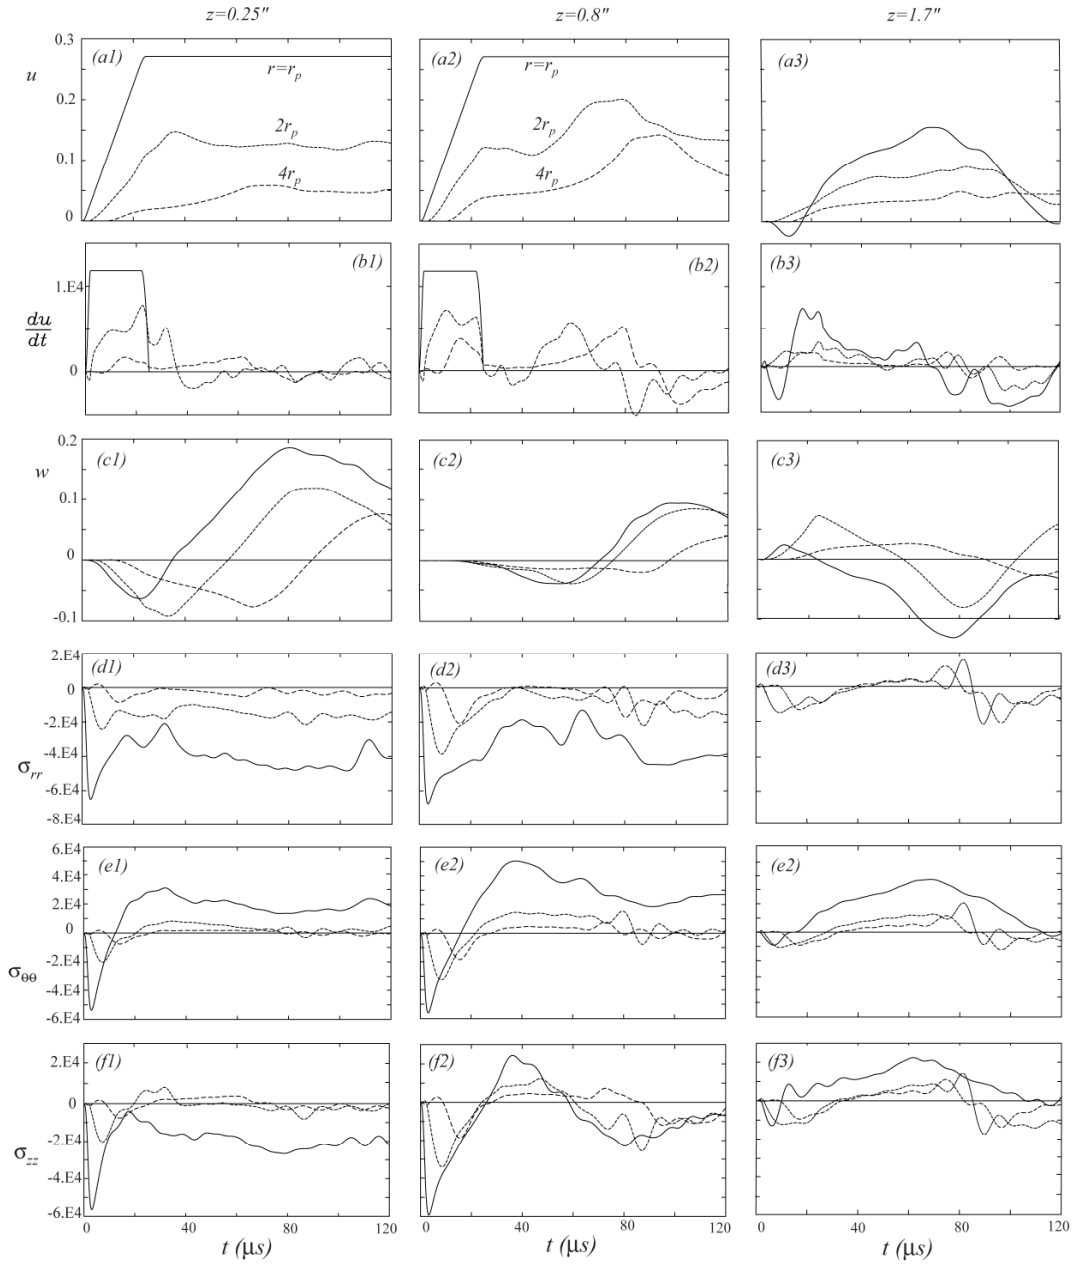 z=0.25" z=0.8" z=1.7"
0.3 (a1) (a2) (a3)
u r=rp r=rp
0.2
2rp 2rp
0.1
4rp 4rp
0
(b1) (b2) (b3)
1.E4
du/dt
0
0.2 (c1) (c2) (c3)
w
0.1
0
-0.1
2.E4 (d1) (d2) (d3)
0
-2.E4
-4.E4
σrr
-6.E4
-8.E4
6.E4 (e1) (e2) (e2)
4.E4
2.E4
0
-2.E4
σθθ
-4.E4
-6.E4
2.E4 (f1) (f2) (f3)
0
-2.E4
σzz
-4.E4
-6.E4
0 40 80 120 0 40 80 120 0 40 80 120
t (μs) t (μs) t (μs)